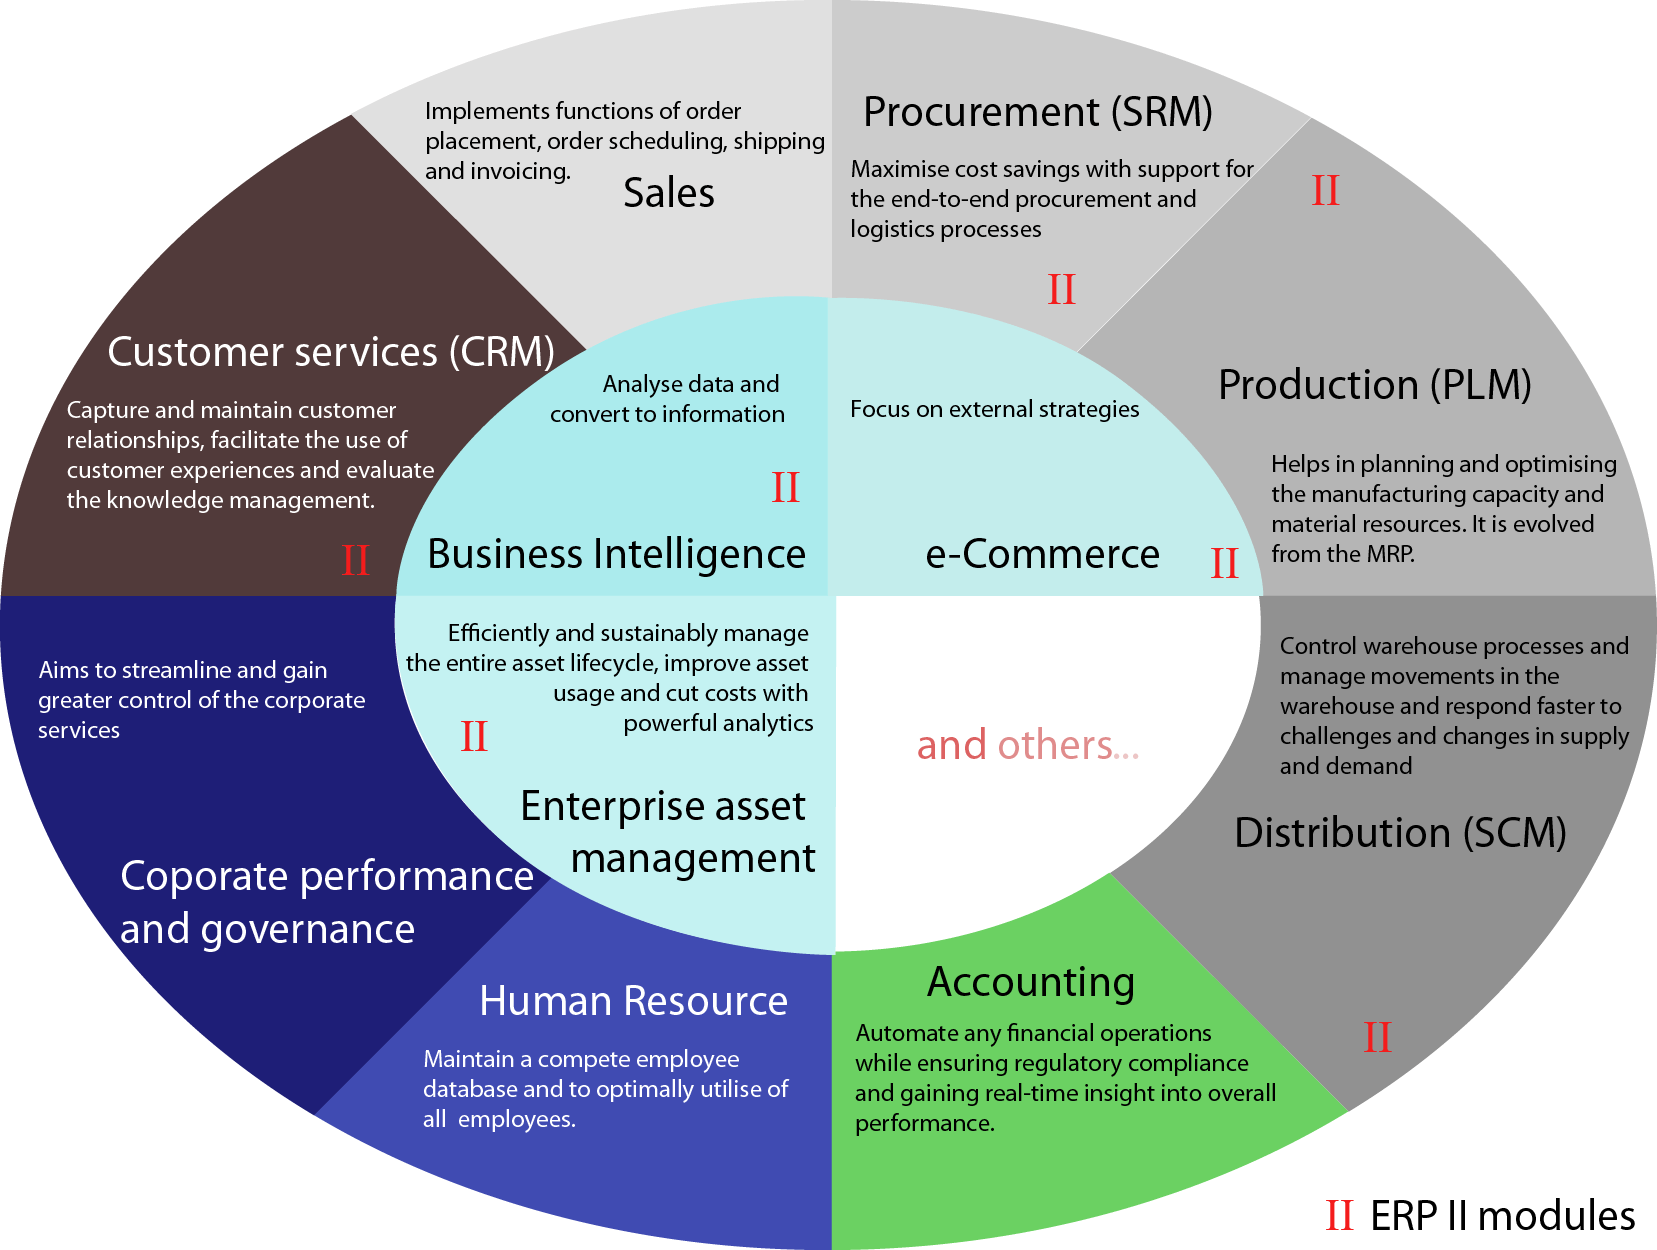 Implements functions of order
placement, order scheduling, shipping
and invoicing.
Sales
Procurement (SRM)
Maximise cost savings with support for
the end-to-end procurement and
logistics processes
II
II
Production (PLM)
Helps in planning and optimising
the manufacturing capacity and
material resources. It is evolved
from the MRP.
Customer services (CRM)
Capture and maintain customer
relationships, facilitate the use of
customer experiences and evaluate
the knowledge management.
II
Analyse data and
convert to information
II
Business Intelligence
Focus on external strategies
e-Commerce
II
Aims to streamline and gain
greater control of the corporate
services
Coporate performance
and governance
Efficiently and sustainably manage
the entire asset lifecycle, improve asset
usage and cut costs with
powerful analytics
II
Enterprise asset
management
and others...
Control warehouse processes and
manage movements in the
warehouse and respond faster to
challenges and changes in supply
and demand
Distribution (SCM)
II
Human Resource
Maintain a compete employee
database and to optimally utilise of
all  employees.
Accounting
Automate any financial operations
while ensuring regulatory compliance
and gaining real-time insight into overall
performance.
II ERP II modules